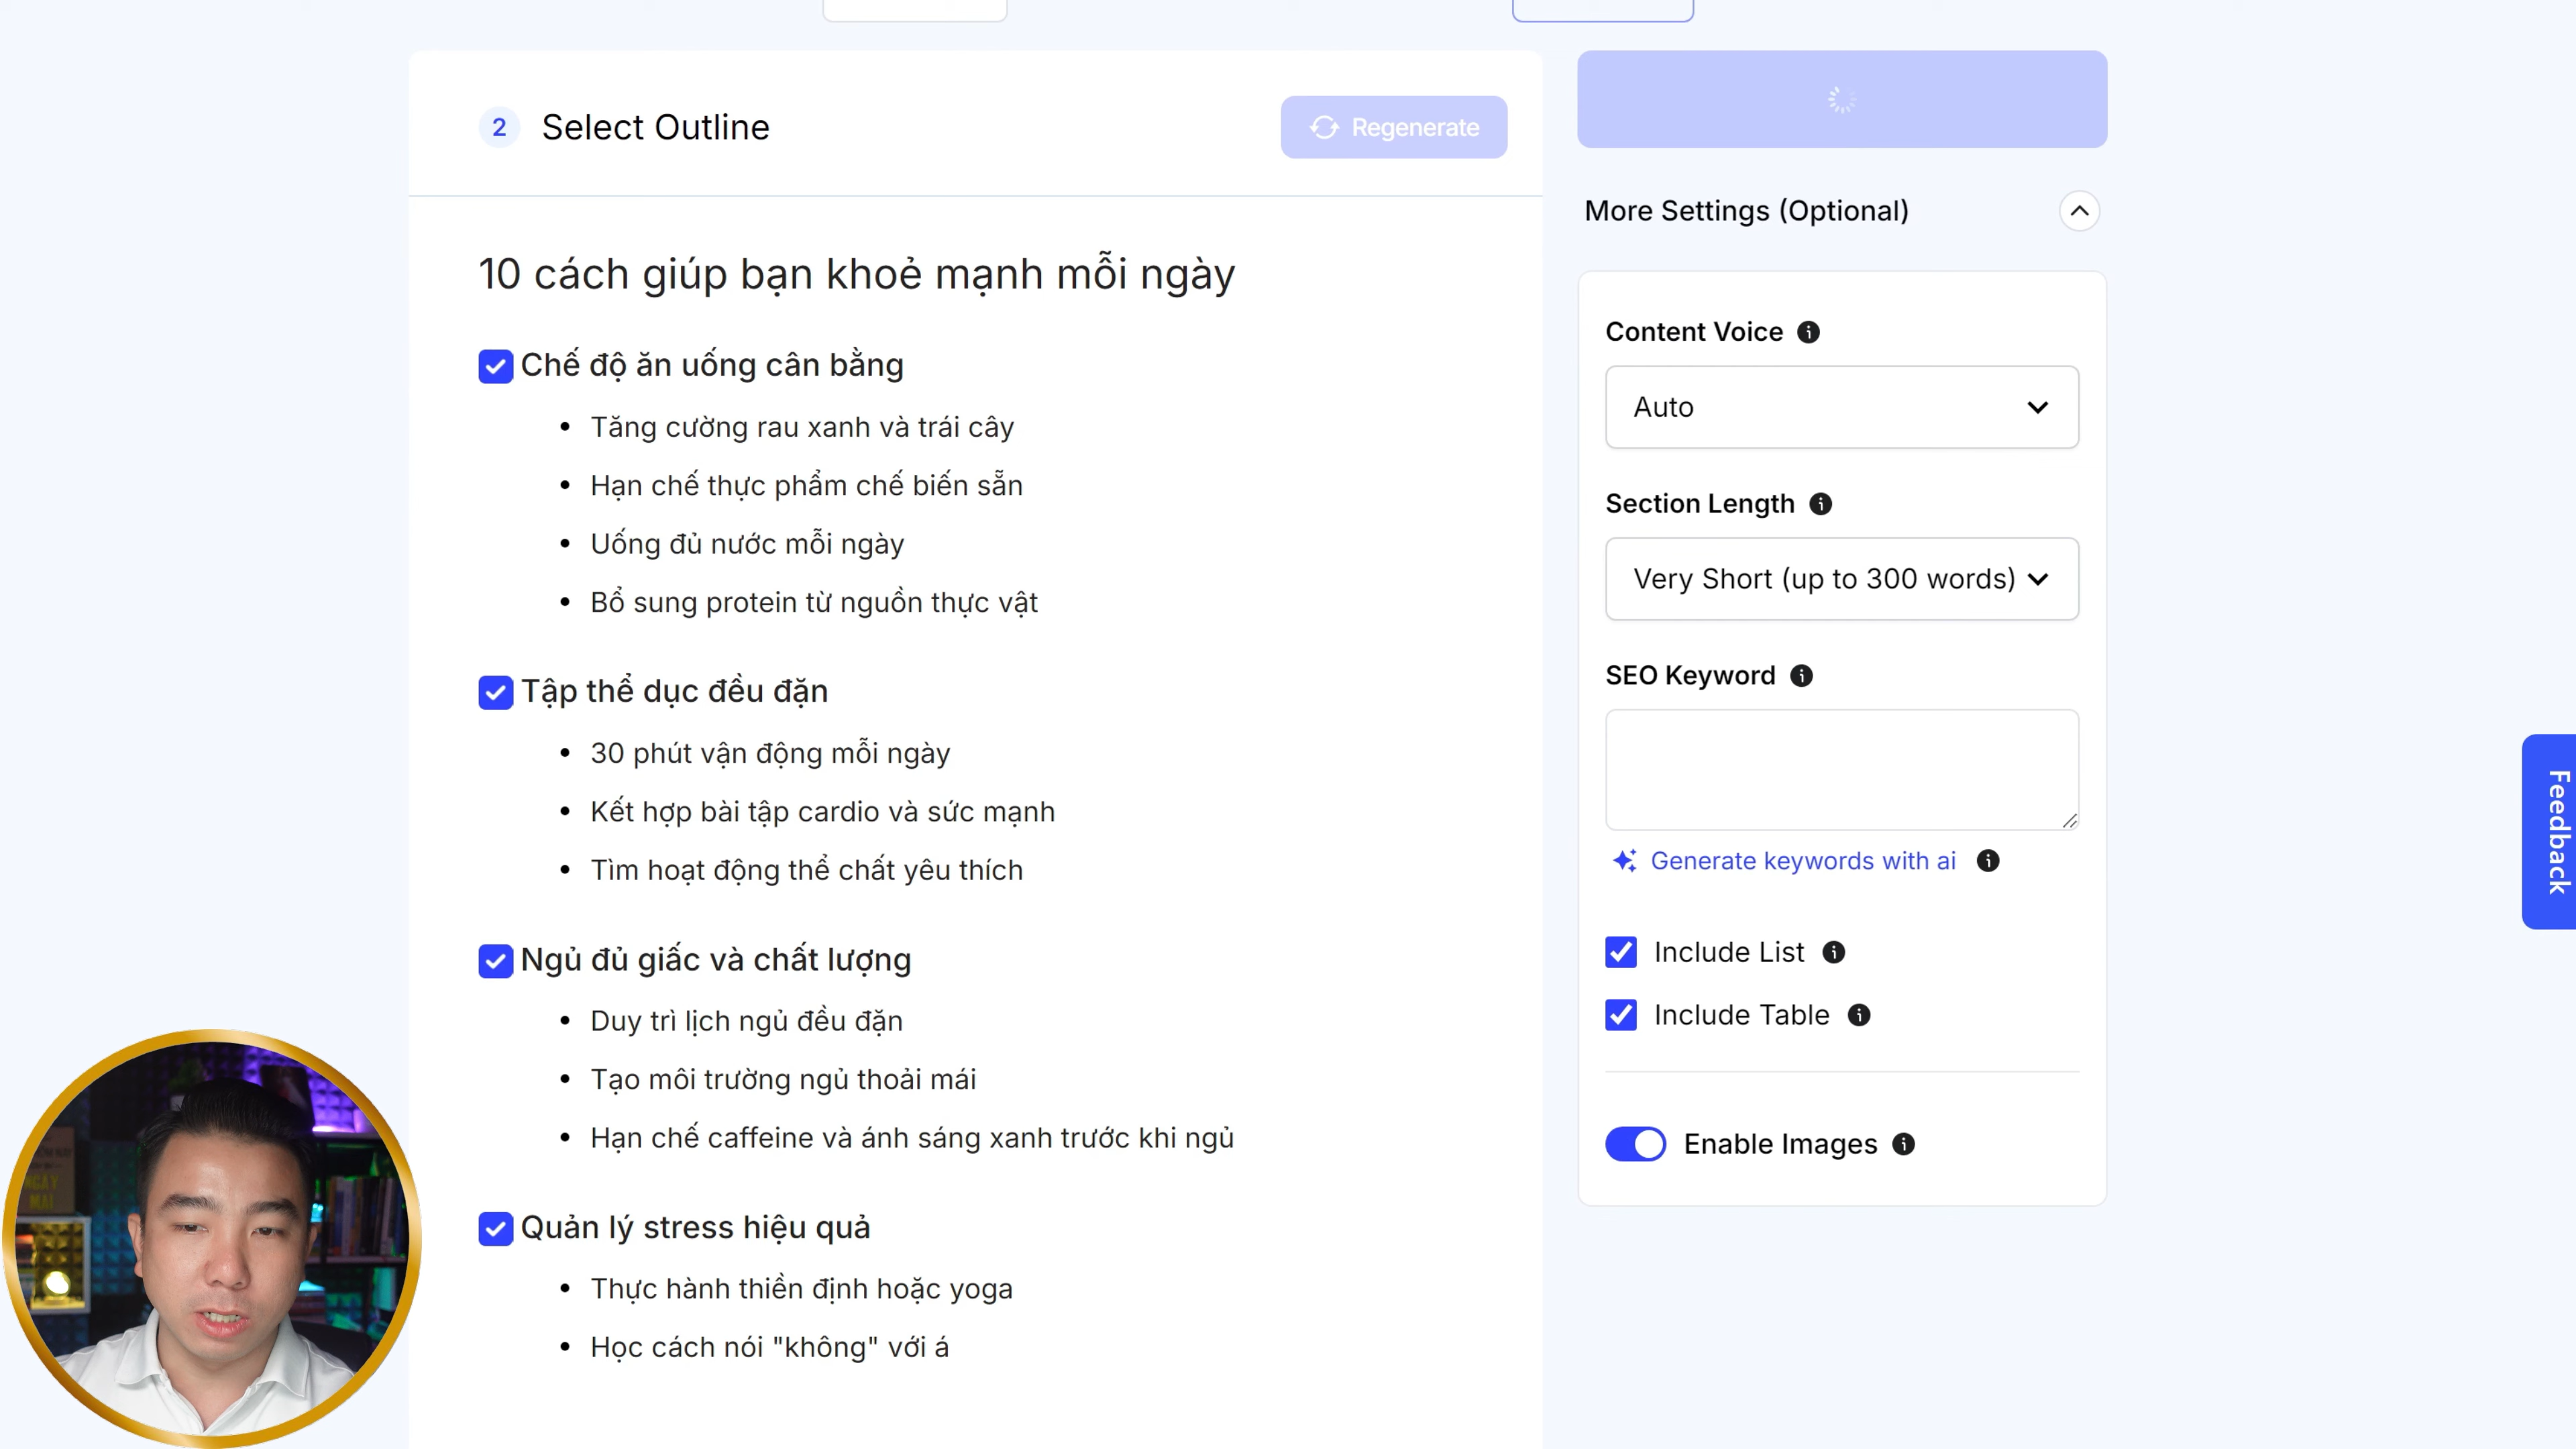 2 Select Outline
Regenerate
10 cách giúp bạn khoẻ mạnh mỗi ngày
Chế độ ăn uống cân bằng
• Tăng cường rau xanh và trái cây
• Hạn chế thực phẩm chế biến sẵn
• Uống đủ nước mỗi ngày
• Bổ sung protein từ nguồn thực vật
Tập thể dục đều đặn
• 30 phút vận động mỗi ngày
• Kết hợp bài tập cardio và sức mạnh
• Tìm hoạt động thể chất yêu thích
Ngủ đủ giấc và chất lượng
• Duy trì lịch ngủ đều đặn
• Tạo môi trường ngủ thoải mái
• Hạn chế caffeine và ánh sáng xanh trước khi ngủ
Quản lý stress hiệu quả
• Thực hành thiền định hoặc yoga
• Học cách nói "không" với á
More Settings (Optional)
Content Voice
Auto
Section Length
Very Short (up to 300 words)
SEO Keyword
Generate keywords with ai
Include List
Include Table
Enable Images
Feedback
NGÀY
MAI